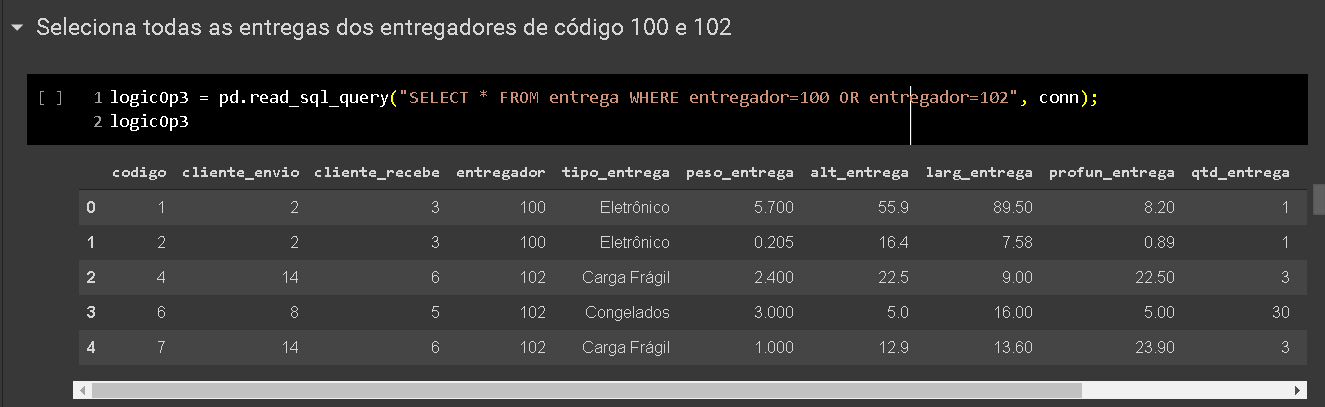 Seleciona todas as entregas dos entregadores de código 100 e 102
[ ] 1 logicOp3 = pd.read_sql_query("SELECT * FROM entrega WHERE entregador=100 OR entregador=102", conn);
2 logicOp3
codigo cliente_envio cliente_recebe entregador tipo_entrega peso_entrega alt_entrega larg_entrega profun_entrega qtd_entrega
0 1 2 3 100 Eletrônico 5.700 55.9 89.50 8.20 1
1 2 2 3 100 Eletrônico 0.205 16.4 7.58 0.89 1
2 4 14 6 102 Carga Frágil 2.400 22.5 9.00 22.50 3
3 6 8 5 102 Congelados 3.000 5.0 16.00 5.00 30
4 7 14 6 102 Carga Frágil 1.000 12.9 13.60 23.90 3